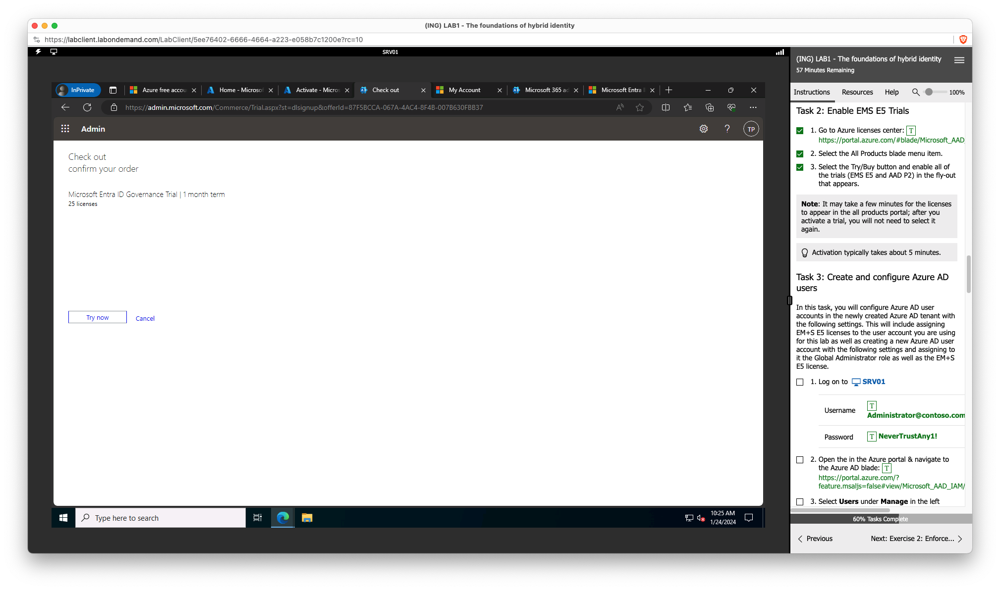 (ING) LAB1 - The foundations of hybrid identity
https://labclient.labondemand.com/LabClient/5ee76402-6666-4664-a223-e058b7c1200e?rc=10
SRV01
InPrivate
Azure free accou
Home - Microsof
Activate - Micros
Check out
My Account
Microsoft 365 ad
Microsoft Entra I
https://admin.microsoft.com/Commerce/Trial.aspx?st=dlsignup&offerId=87F5BCCA-067A-4AC4-8F4B-007B630FBB37
Admin
TP
Check out
confirm your order
Microsoft Entra ID Governance Trial | 1 month term
25 licenses
Try now
Cancel
Type here to search
10:25 AM
1/24/2024
(ING) LAB1 - The foundations of hybrid identity
57 Minutes Remaining
Instructions
Resources
Help
100%
Task 2: Enable EMS E5 Trials
1. Go to Azure licenses center: T
https://portal.azure.com/#blade/Microsoft_AAD_
2. Select the All Products blade menu item.
3. Select the Try/Buy button and enable all of
the trials (EMS E5 and AAD P2) in the fly-out
that appears.
Note: It may take a few minutes for the licenses
to appear in the all products portal; after you
activate a trial, you will not need to select it
again.
Activation typically takes about 5 minutes.
Task 3: Create and configure Azure AD
users
In this task, you will configure Azure AD user
accounts in the newly created Azure AD tenant with
the following settings. This will include assigning
EM+S E5 licenses to the user account you are using
for this lab as well as creating a new Azure AD user
account with the following settings and assigning to
it the Global Administrator role as well as the EM+S
E5 license.
1. Log on to SRV01
Username
T
Administrator@contoso.com
Password
T NeverTrustAny1!
2. Open the in the Azure portal & navigate to
the Azure AD blade: T
https://portal.azure.com/?
feature.msaljs=false#view/Microsoft_AAD_IAM/
3. Select Users under Manage in the left
60% Tasks Complete
Previous
Next: Exercise 2: Enforce...